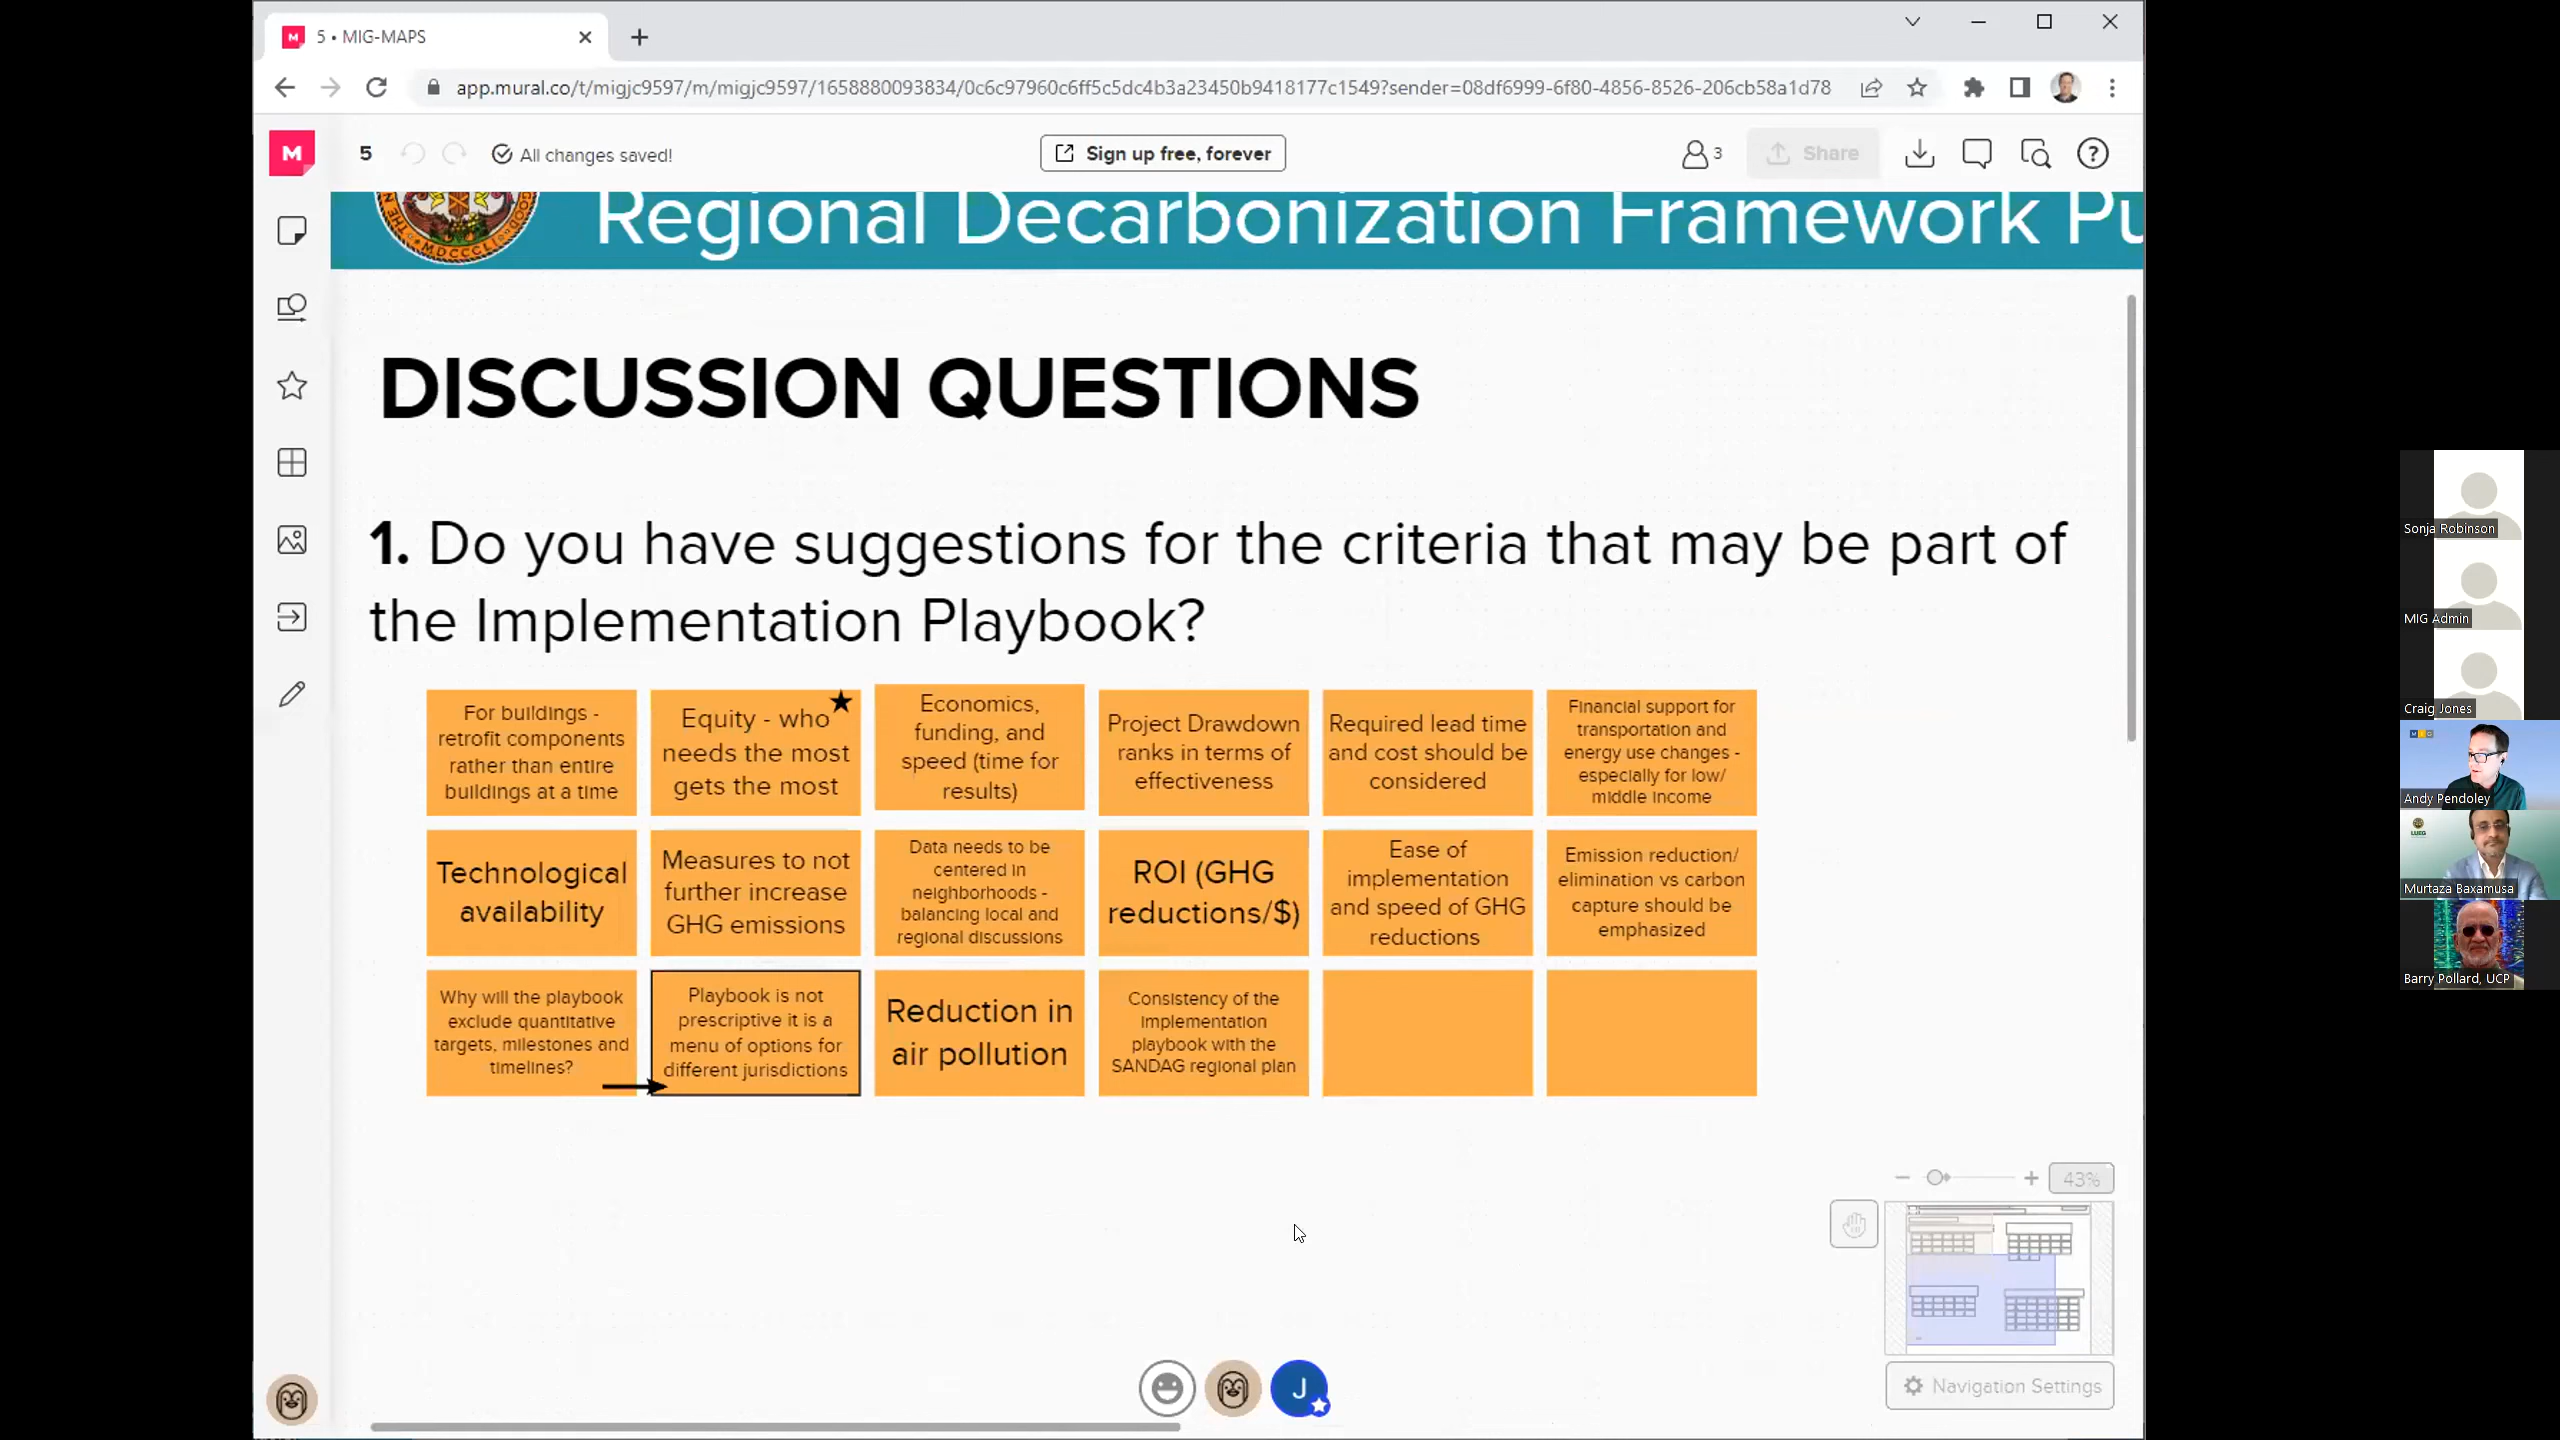 5 • MIG-MAPS
app.mural.co/t/migjc9597/m/migjc9597/1658880093834/0c6c97960c6ff5c5dc4b3a23450b9418177c1549?sender=08df6999-6f80-4856-8526-206cb58a1d78
M
5
All changes saved!
Sign up free, forever
3
Share
Regional Decarbonization Framework Pu
MDCCCLI
DISCUSSION QUESTIONS
1. Do you have suggestions for the criteria that may be part of
the Implementation Playbook?
For buildings -
retrofit components
rather than entire
buildings at a time
Equity - who
needs the most
gets the most
Economics,
funding, and
speed (time for
results)
Project Drawdown
ranks in terms of
effectiveness
Required lead time
and cost should be
considered
Financial support for
transportation and
energy use changes -
especially for low/
middle income
Technological
availability
Measures to not
further increase
GHG emissions
Data needs to be
centered in
neighborhoods -
balancing local and
regional discussions
ROI (GHG
reductions/$)
Ease of
implementation
and speed of GHG
reductions
Emission reduction/
elimination vs carbon
capture should be
emphasized
Why will the playbook
exclude quantitative
targets, milestones and
timelines?
Playbook is not
prescriptive it is a
menu of options for
different jurisdictions
Reduction in
air pollution
Consistency of the
implementation
playbook with the
SANDAG regional plan
43%
Navigation Settings
J
Sonja Robinson
MIG Admin
Craig Jones
MIG
Andy Pendoley
LUEG
Murtaza Baxamusa
Barry Pollard, UCP